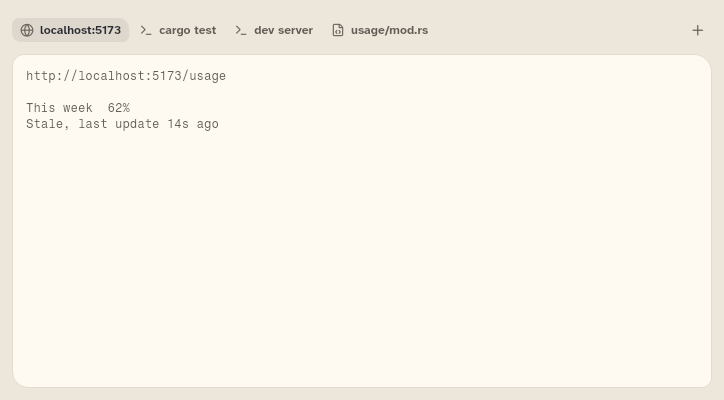 localhost:5173 cargo test dev server usage/mod.rs
http://localhost:5173/usage
This week 62%
Stale, last update 14s ago